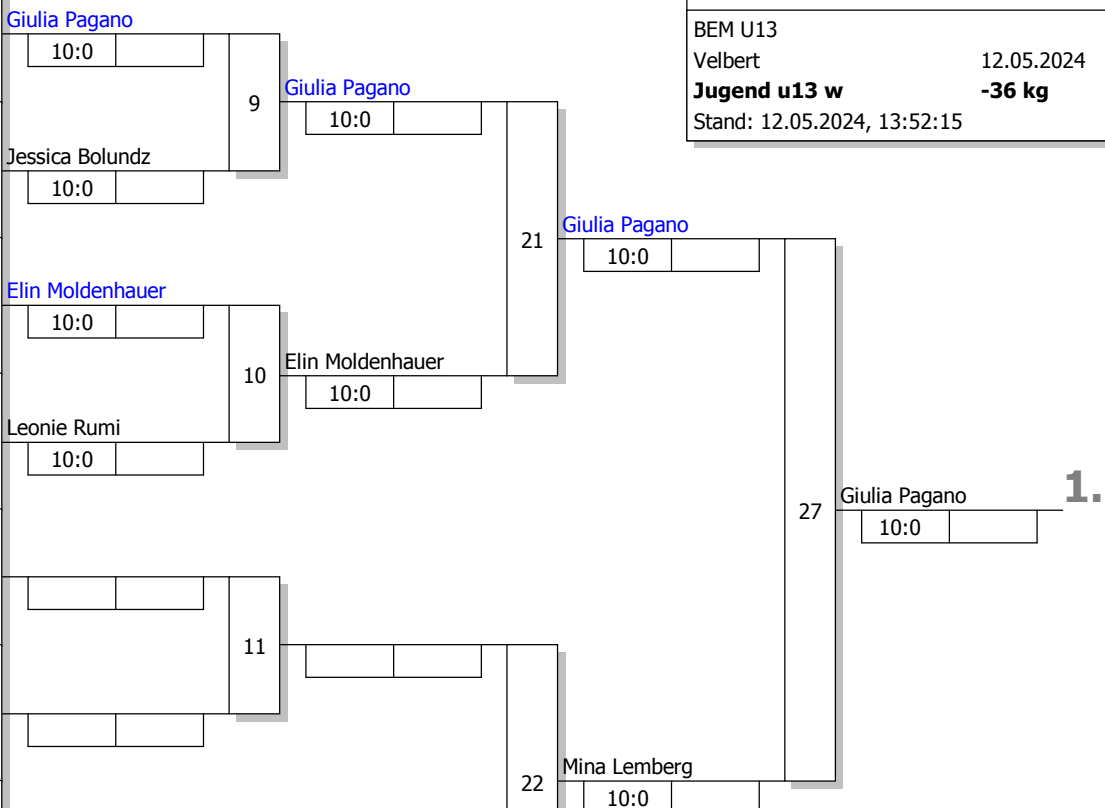 BEM U13
Velbert 12.05.2024
Jugend u13 w -36 kg
Stand: 12.05.2024, 13:52:15
Giulia Pagano
10:0
9
Jessica Bolundz
10:0
Giulia Pagano
10:0
21
Elin Moldenhauer
10:0
10
Leonie Rumi
10:0
Elin Moldenhauer
10:0
Giulia Pagano
10:0
27
Giulia Pagano
10:0
1.
11
22
Mina Lemberg
10:0